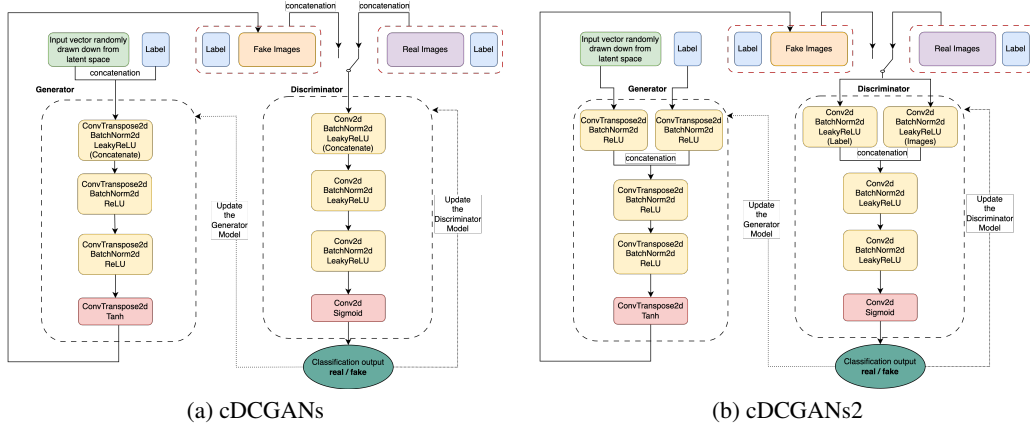 concatenation
concatenation
Input vector randomly
drawn down from
latent space
Label
Label
Fake Images
Real Images
Label
concatenation
Generator
Discriminator
ConvTranspose2d
BatchNorm2d
LeakyReLU
(Concatenate)
ConvTranspose2d
BatchNorm2d
ReLU
ConvTranspose2d
BatchNorm2d
ReLU
ConvTranspose2d
Tanh
Update
the
Generator
Model
Conv2d
BatchNorm2d
LeakyReLU
(Concatenate)
Conv2d
BatchNorm2d
LeakyReLU
Conv2d
BatchNorm2d
LeakyReLU
Conv2d
Sigmoid
Update
the
Discriminator
Model
Classification output
real / fake
(a) cDCGANs
Input vector randomly
drawn down from
latent space
Label
Label
Fake Images
Real Images
Label
Generator
Discriminator
ConvTranspose2d
BatchNorm2d
ReLU
ConvTranspose2d
BatchNorm2d
ReLU
concatenation
ConvTranspose2d
BatchNorm2d
ReLU
ConvTranspose2d
BatchNorm2d
ReLU
ConvTranspose2d
Tanh
Update
the
Generator
Model
Conv2d
BatchNorm2d
LeakyReLU
(Label)
Conv2d
BatchNorm2d
LeakyReLU
(Images)
concatenation
Conv2d
BatchNorm2d
LeakyReLU
Conv2d
BatchNorm2d
LeakyReLU
Conv2d
Sigmoid
Update
the
Discriminator
Model
Classification output
real / fake
(b) cDCGANs2